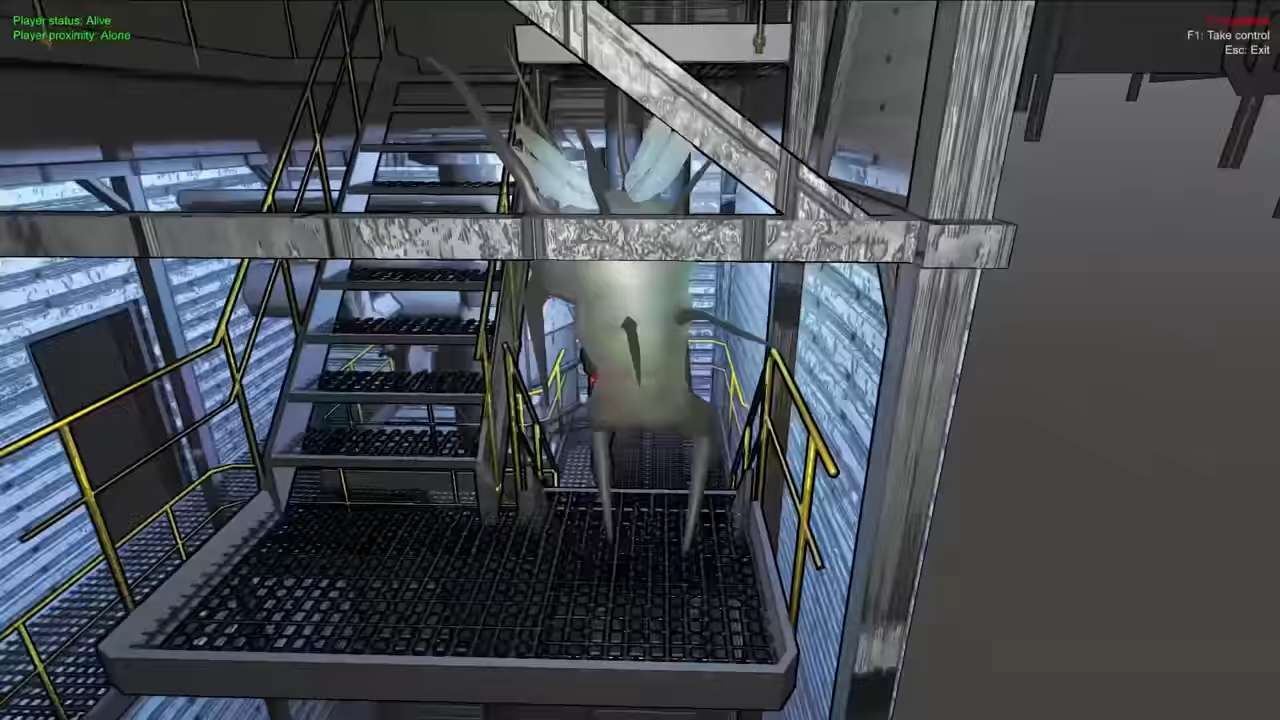 Player status: Alive
Player proximity: Alone
F1: Take control
Esc: Exit